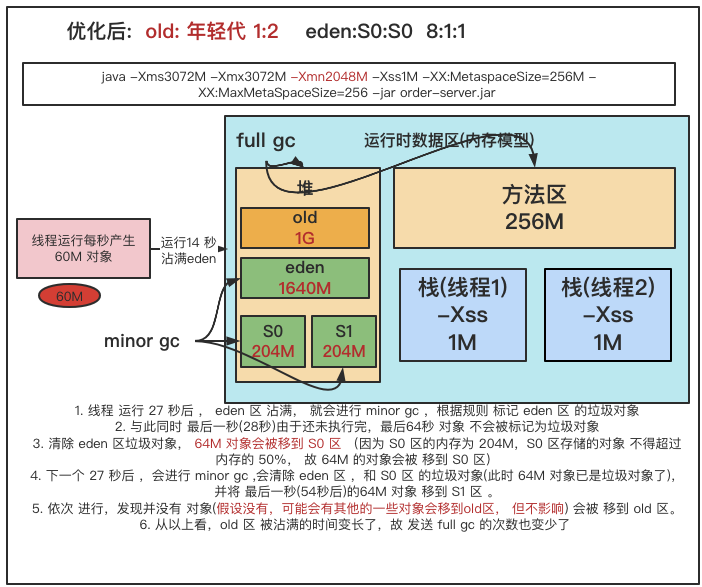 优化后: old: 年轻代 1:2 eden:S0:S0 8:1:1
java –Xms3072M –Xmx3072M –Xmn2048M –Xss1M –XX:MetaspaceSize=256M –
XX:MaxMetaSpaceSize=256 –jar order-server.jar
full gc
运行时数据区(内存模型)
堆
方法区
256M
old
1G
线程运行每秒产生
60M 对象
运行14 秒
沾满eden
eden
1640M
60M
栈(线程1)
–Xss
1M
栈(线程2)
–Xss
1M
minor gc
S0
204M
S1
204M
1. 线程 运行 27 秒后 ， eden 区 沾满， 就会进行 minor gc ，根据规则 标记 eden 区 的垃圾对象
2. 与此同时 最后一秒(28秒)由于还未执行完，最后64秒 对象 不会被标记为垃圾对象
3. 清除 eden 区垃圾对象， 64M 对象会被移到 S0 区 （因为 S0 区的内存为 204M，S0 区存储的对象 不得超过
内存的 50%， 故 64M 的对象会被 移到 S0 区）
4. 下一个 27 秒后 ，会进行 minor gc ,会清除 eden 区 ，和 S0 区 的垃圾对象(此时 64M 对象已是垃圾对象了)，
并将 最后一秒(54秒后)的64M 对象 移到 S1 区 。
5. 依次 进行，发现并没有 对象(假设没有，可能会有其他的一些对象会移到old区， 但不影响) 会被 移到 old 区。
6. 从以上看，old 区 被沾满的时间变长了，故 发送 full gc 的次数也变少了